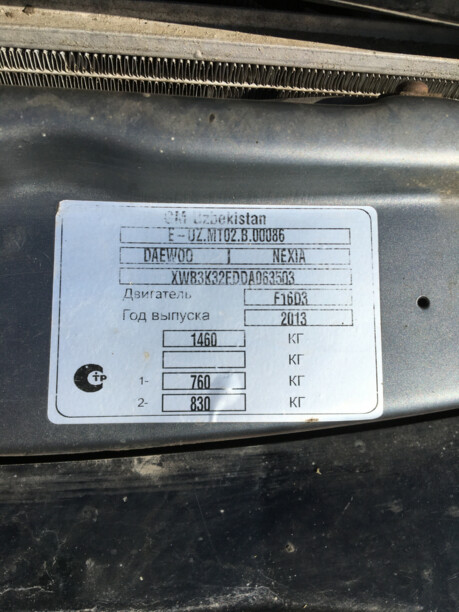 GM Uzbekistan
E-UZ.MT02.B.00086
DAEWOO NEXIA
XWB3K32EDDA063503
Двигатель F16D3
Год выпуска 2013
1460 КГ
КГ
1- 760 КГ
2- 830 КГ
СТР